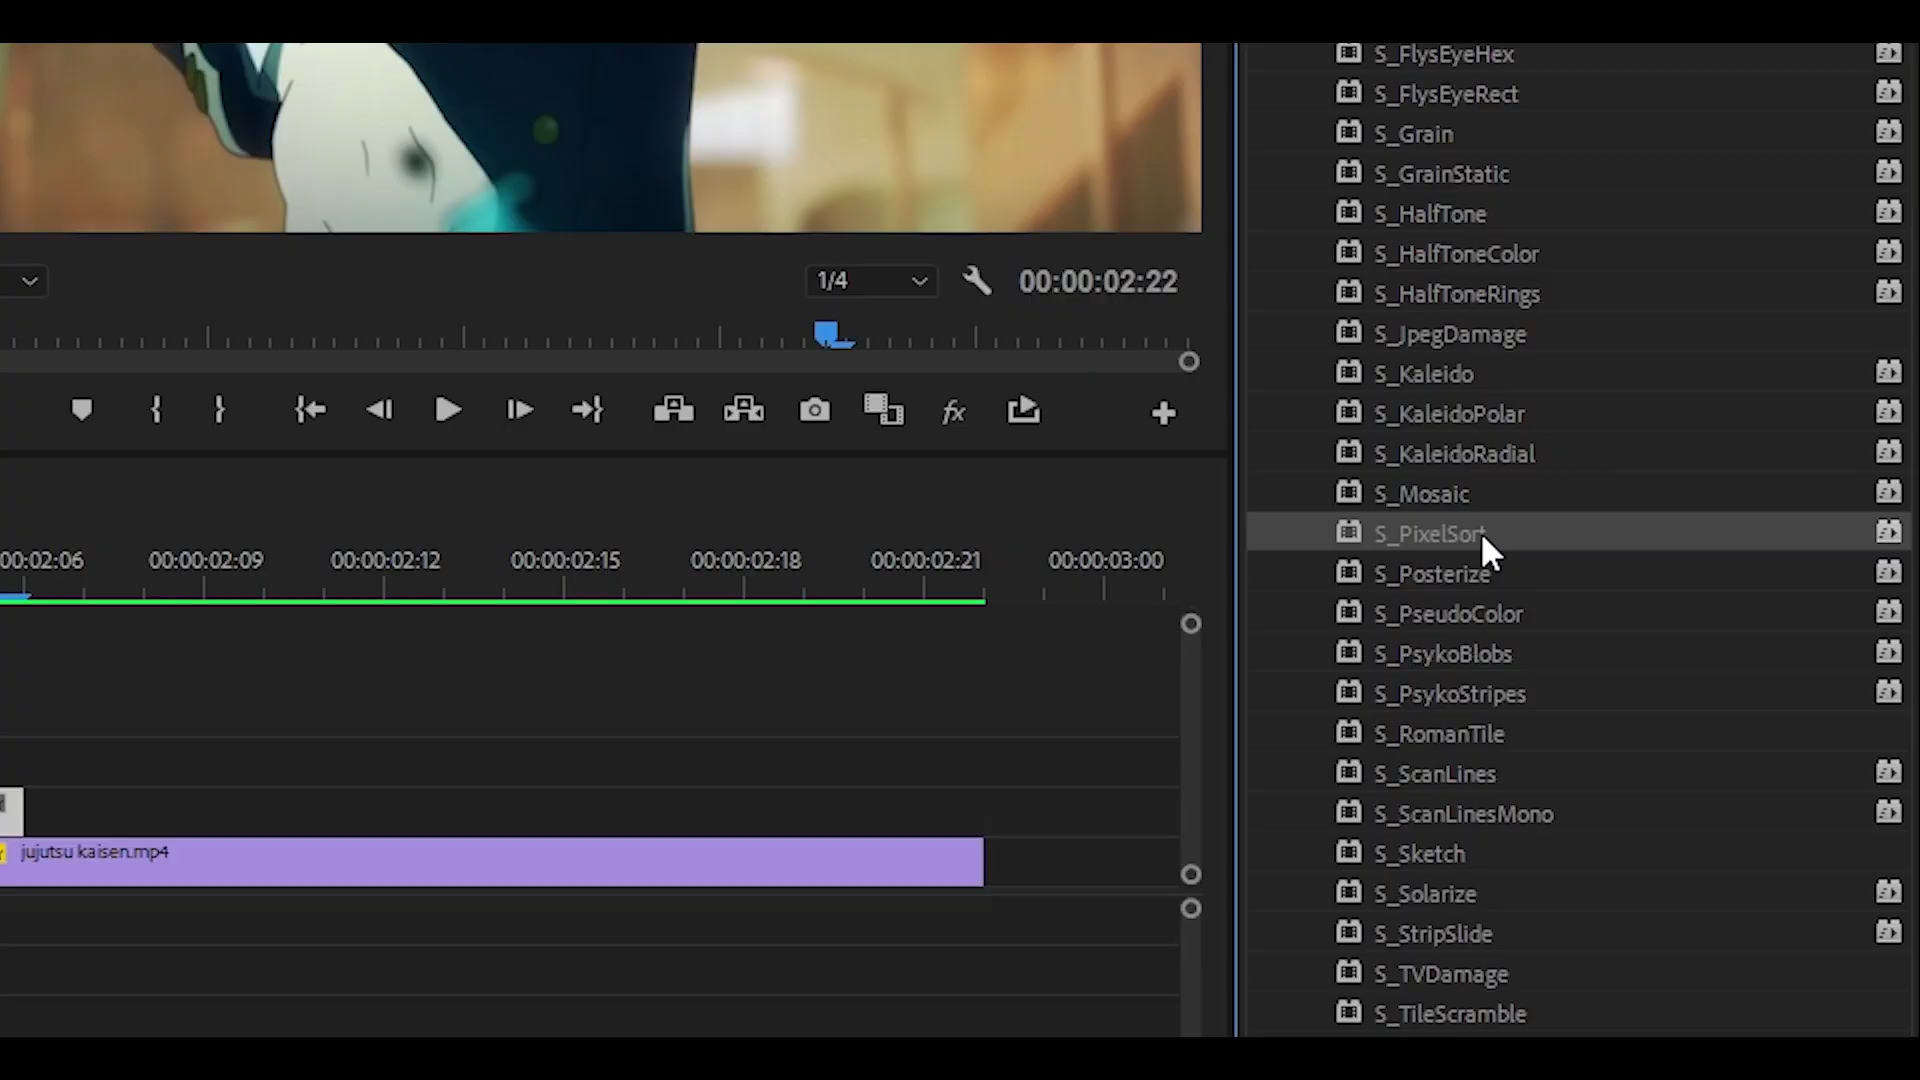 1/4
00:00:02:22
fx
00:02:06
00:00:02:09
00:00:02:12
00:00:02:15
00:00:02:18
00:00:02:21
00:00:03:00
jujutsu kaisen.mp4
S_FlysEyeHex
S_FlysEyeRect
S_Grain
S_GrainStatic
S_HalfTone
S_HalfToneColor
S_HalfToneRings
S_JpegDamage
S_Kaleido
S_KaleidoPolar
S_KaleidoRadial
S_Mosaic
S_PixelSort
S_Posterize
S_PseudoColor
S_PsykoBlobs
S_PsykoStripes
S_RomanTile
S_ScanLines
S_ScanLinesMono
S_Sketch
S_Solarize
S_StripSlide
S_TVDamage
S_TileScramble